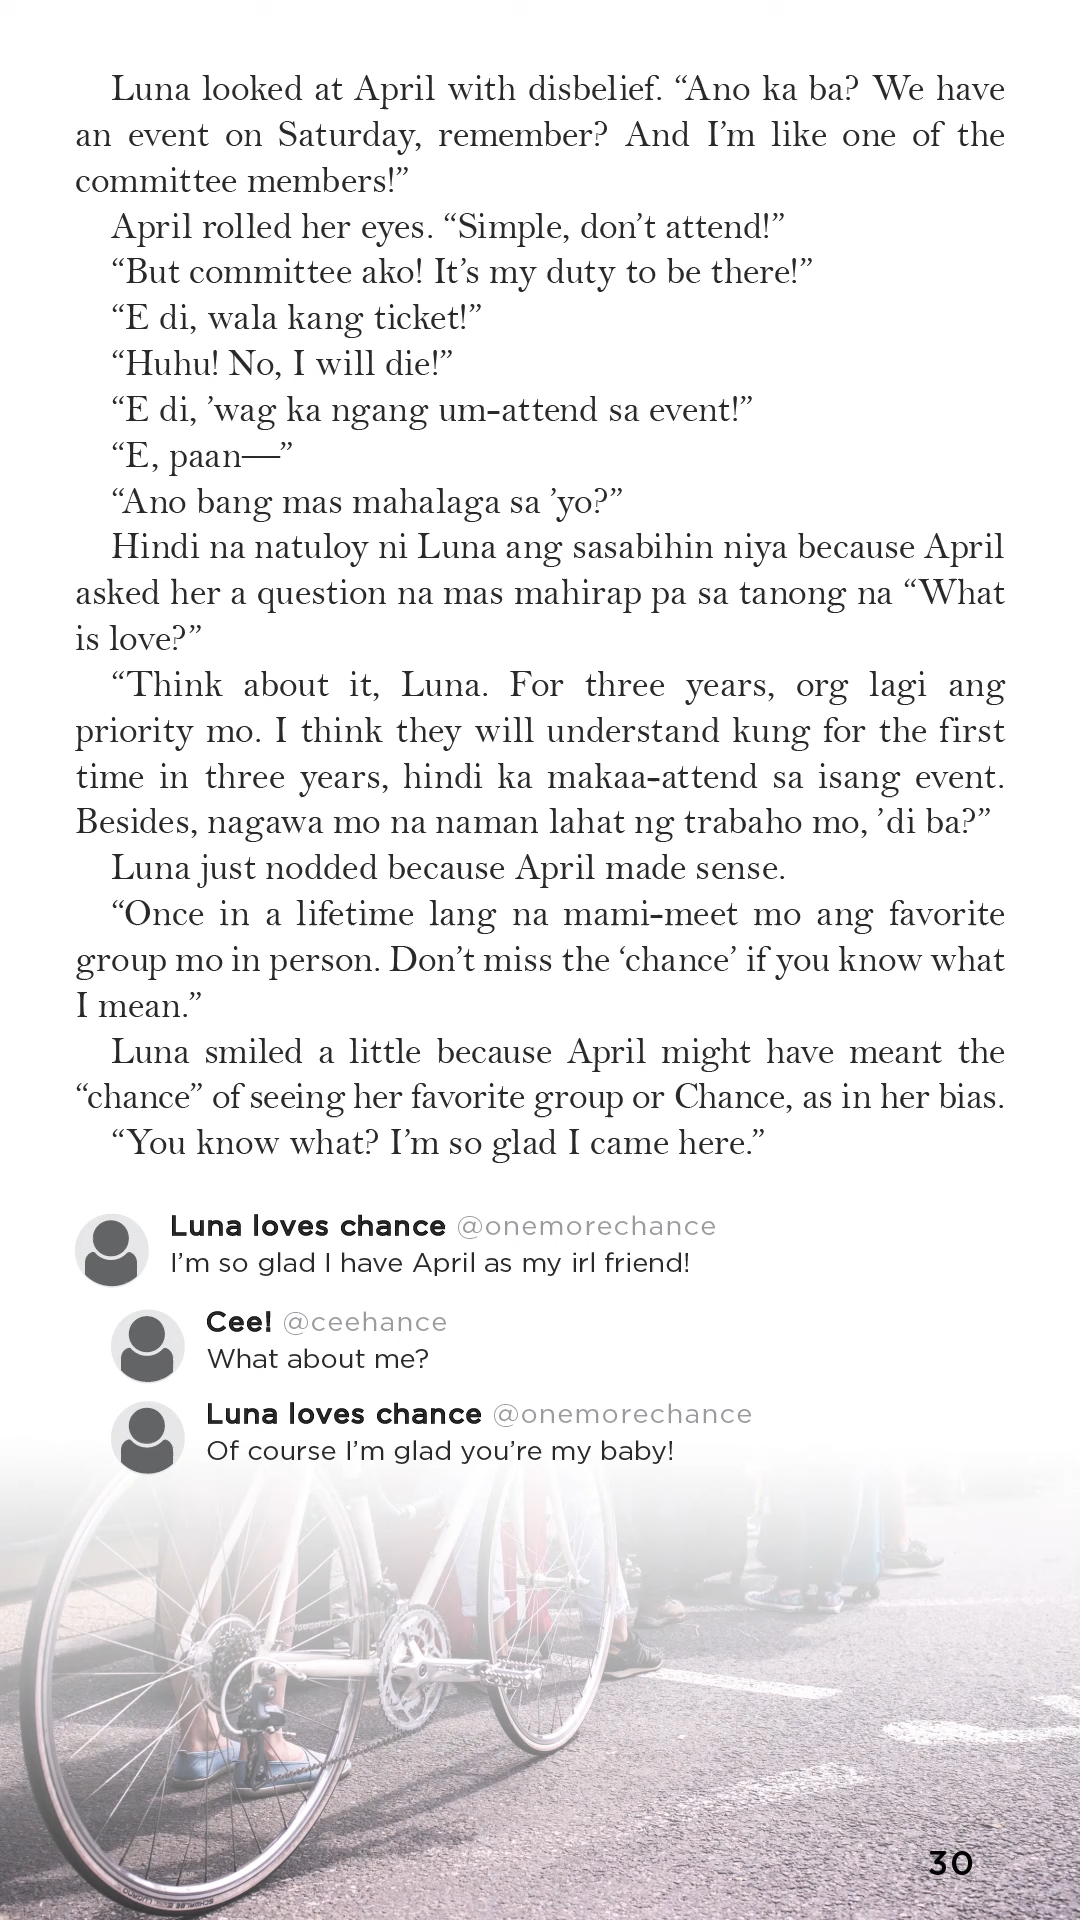 Luna looked at April with disbelief. “Ano ka ba? We have
an event on Saturday, remember? And I’m like one of the
committee members!”
April rolled her eyes. “Simple, don’t attend!”
“But committee ako! It’s my duty to be there!”
“E di, wala kang ticket!”
“Huhu! No, I will die!”
“E di, ’wag ka ngang um-attend sa event!”
“E, paan—”
“Ano bang mas mahalaga sa ’yo?”
Hindi na natuloy ni Luna ang sasabihin niya because April
asked her a question na mas mahirap pa sa tanong na “What
is love?”
“Think about it, Luna. For three years, org lagi ang
priority mo. I think they will understand kung for the first
time in three years, hindi ka makaa-attend sa isang event.
Besides, nagawa mo na naman lahat ng trabaho mo, ’di ba?”
Luna just nodded because April made sense.
“Once in a lifetime lang na mami-meet mo ang favorite
group mo in person. Don’t miss the ‘chance’ if you know what
I mean.”
Luna smiled a little because April might have meant the
“chance” of seeing her favorite group or Chance, as in her bias.
“You know what? I’m so glad I came here.”
Luna loves chance @onemorechance
I’m so glad I have April as my irl friend!
Cee! @ceehance
What about me?
Luna loves chance @onemorechance
Of course I’m glad you’re my baby!
30